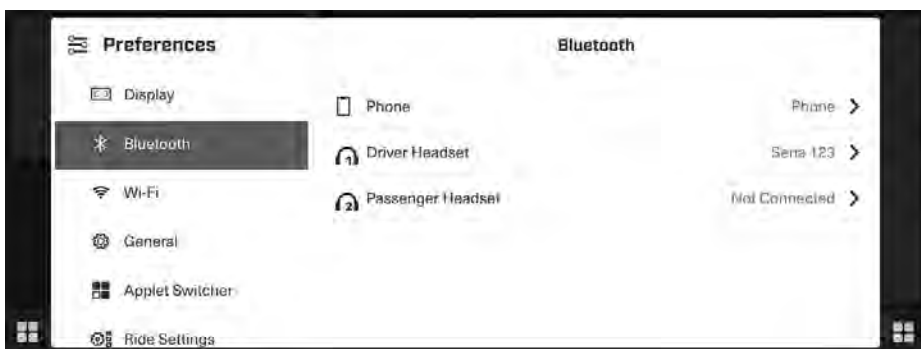 Preferences
Bluetooth
Display
Bluetooth
Wi-Fi
General
Applet Switcher
Ride Settings
Phone Phone
Driver Headset Sena 123
Passenger Headset Not Connected